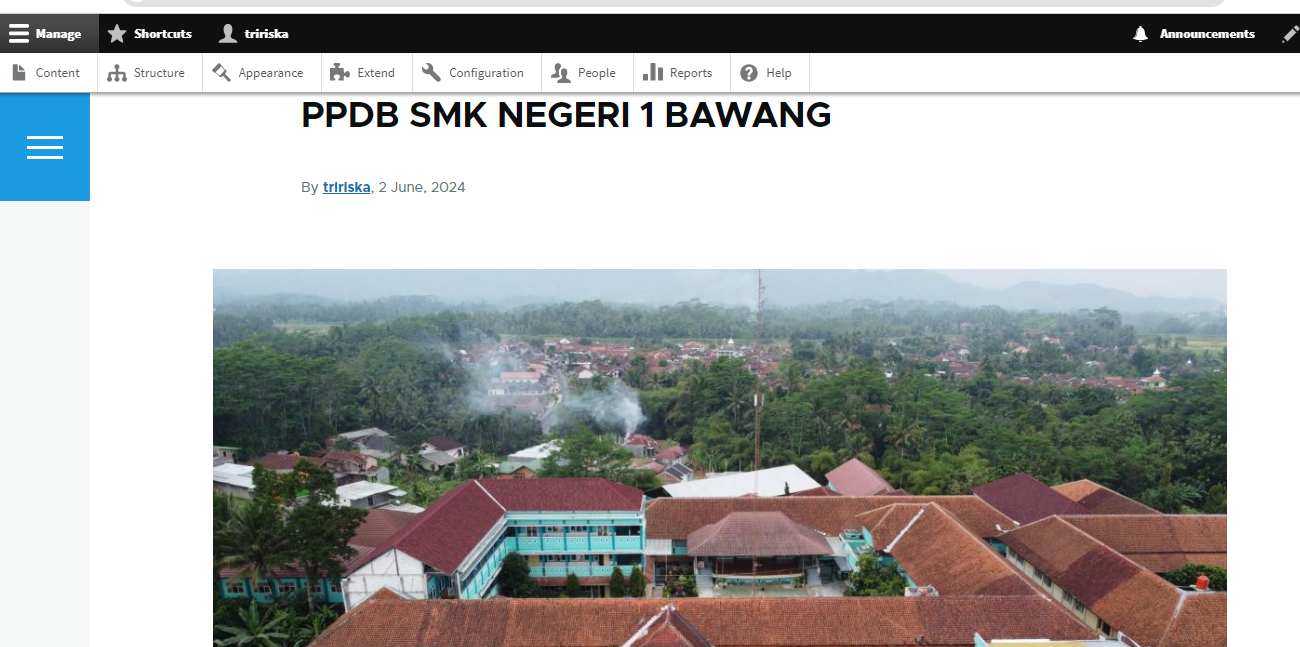 Manage Shortcuts tririska Announcements
Content Structure Appearance Extend Configuration People Reports Help
PPDB SMK NEGERI 1 BAWANG
By tririska, 2 June, 2024